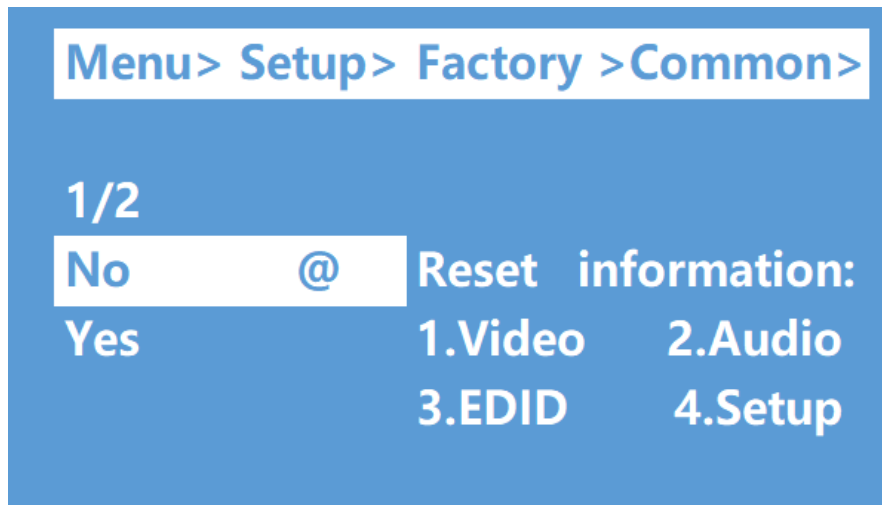 Menu> Setup> Factory >Common>
1/2
No @ Reset information:
Yes 1.Video 2.Audio
3.EDID 4.Setup